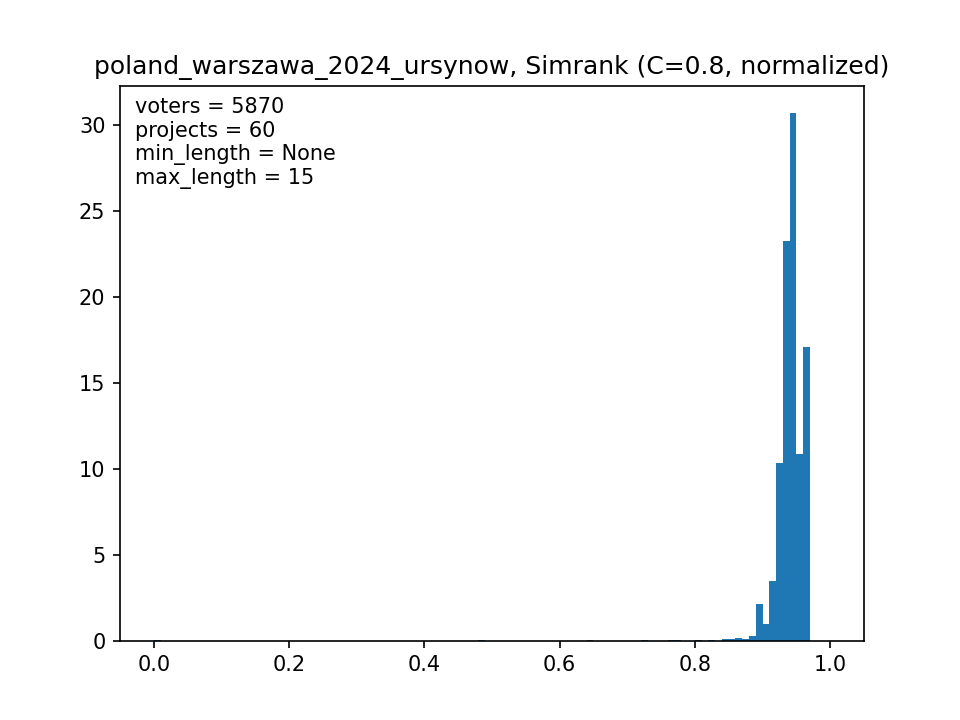 poland_warszawa_2024_ursynow, Simrank (C=0.8, normalized)
voters = 5870
projects = 60
min_length = None
max_length = 15
30
25
20
15
10
5
0
0.0 0.2 0.4 0.6 0.8 1.0